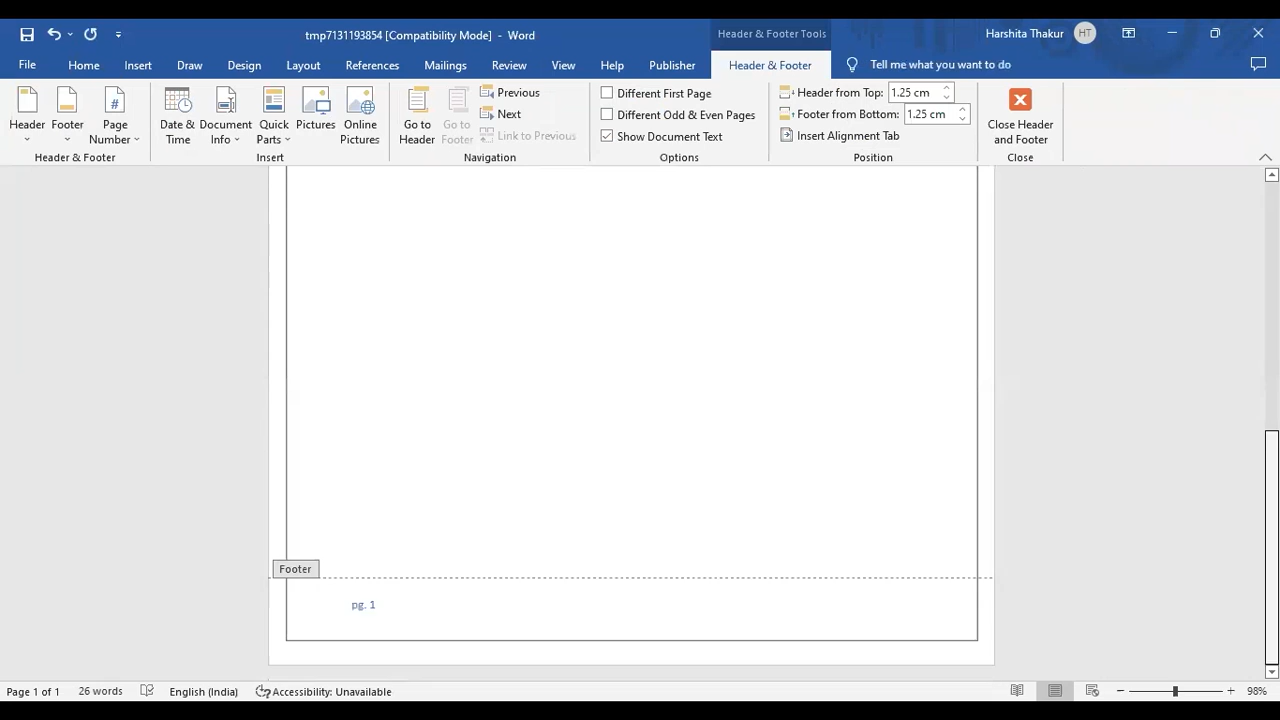 tmp7131193854 [Compatibility Mode] - Word
Header & Footer Tools
Harshita Thakur
HT
File
Home
Insert
Draw
Design
Layout
References
Mailings
Review
View
Help
Publisher
Header & Footer
Tell me what you want to do
Header
Footer
Page Number
Header & Footer
Date & Time
Document Info
Quick Parts
Pictures
Online Pictures
Insert
Go to Header
Go to Footer
Previous
Next
Link to Previous
Navigation
Different First Page
Different Odd & Even Pages
Show Document Text
Options
Header from Top: 1.25 cm
Footer from Bottom: 1.25 cm
Insert Alignment Tab
Position
Close Header and Footer
Close
Footer
pg. 1
Page 1 of 1
26 words
English (India)
Accessibility: Unavailable
98%